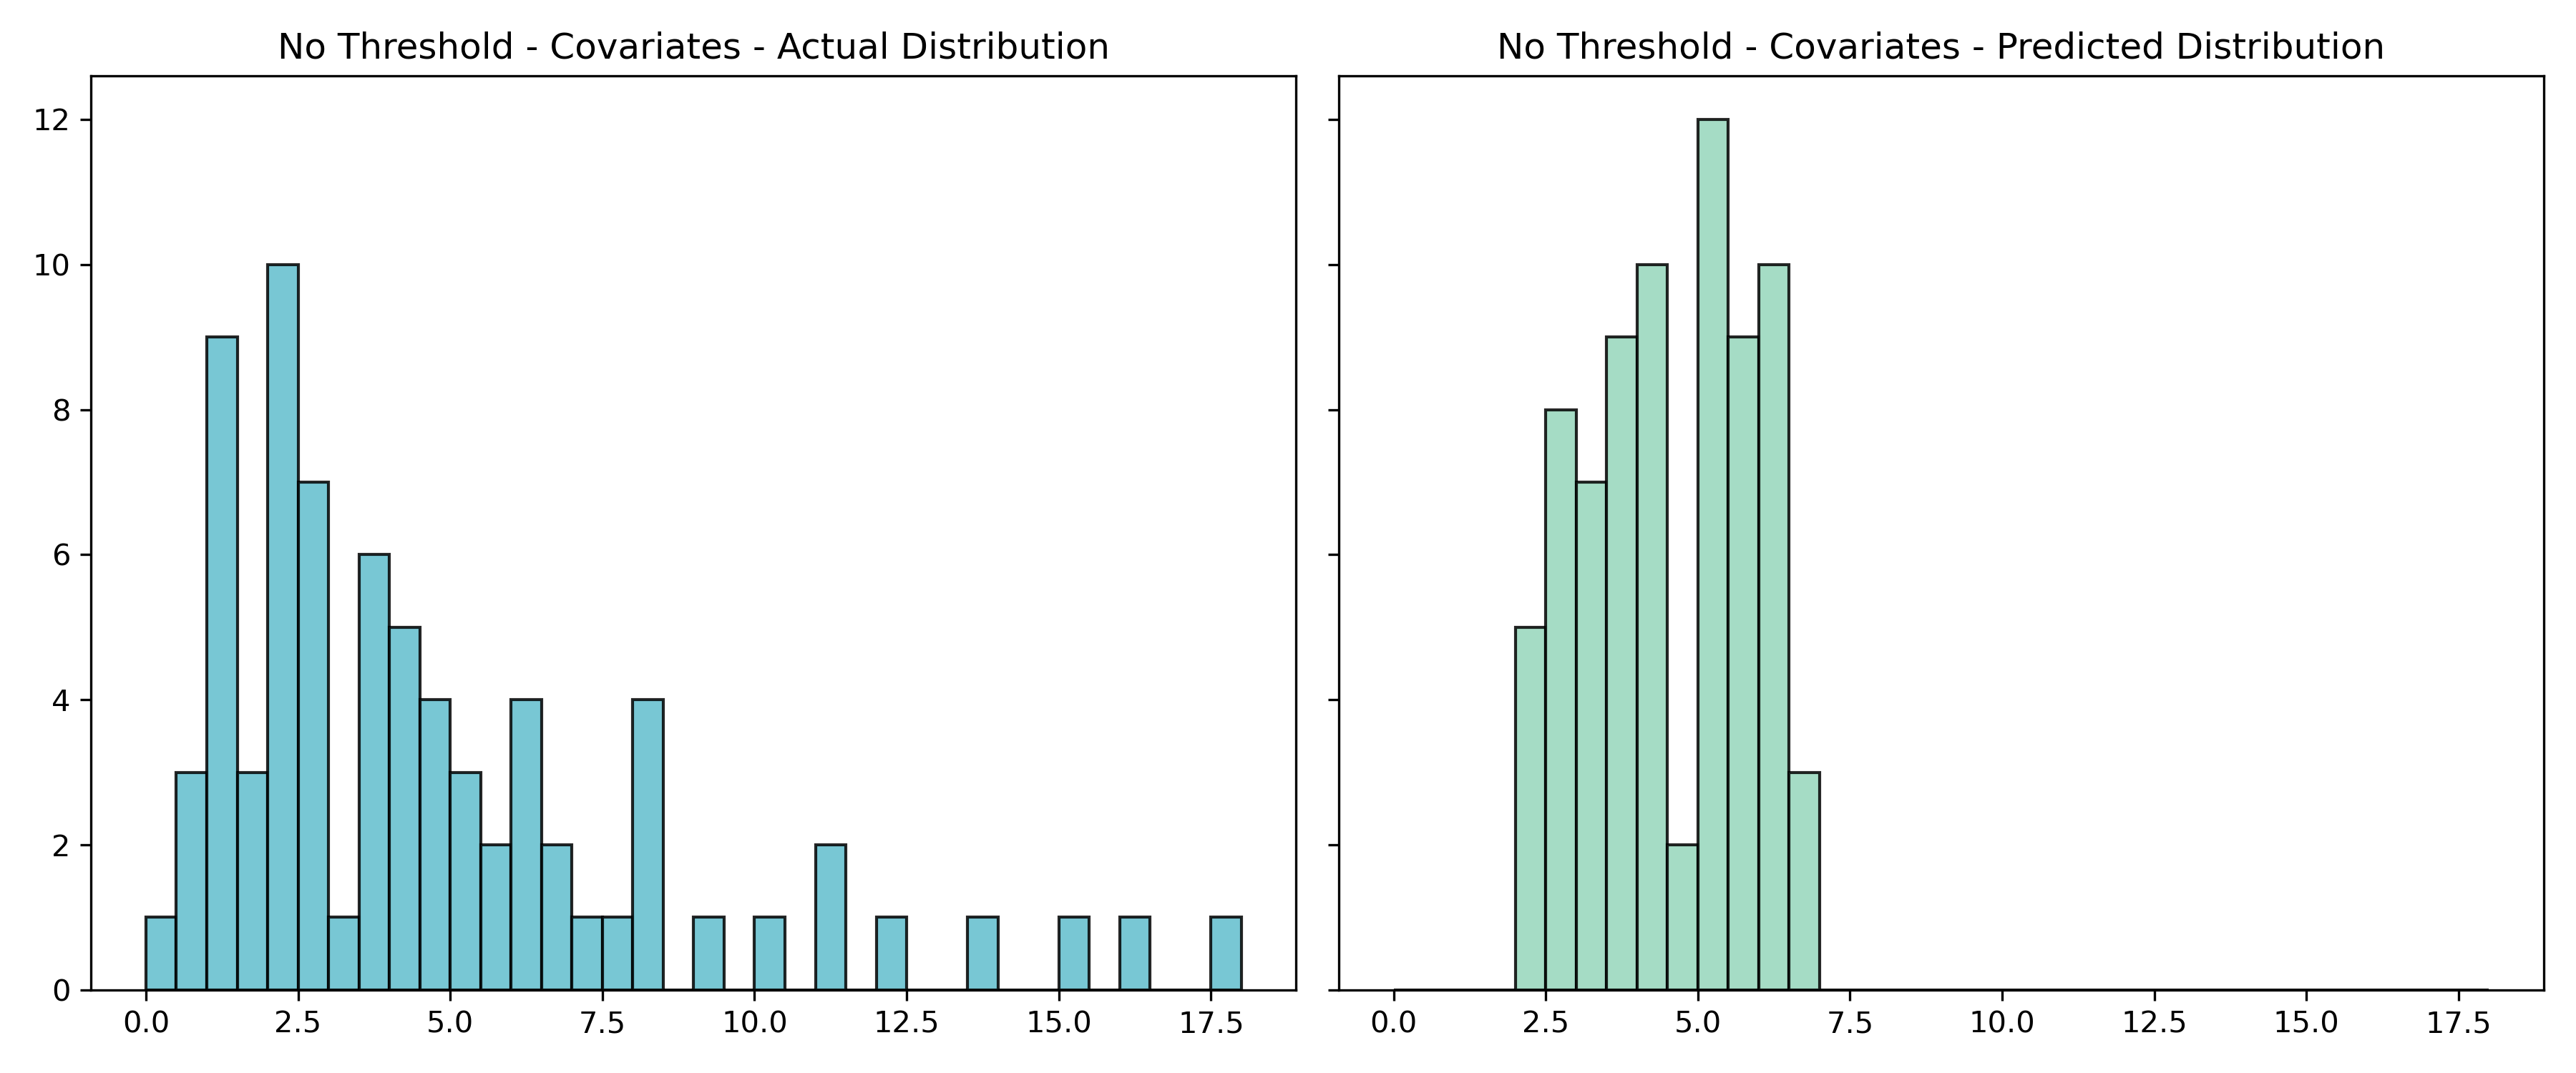 No Threshold - Covariates - Actual Distribution
No Threshold - Covariates - Predicted Distribution
12
10
8
6
4
2
0
0.0 2.5 5.0 7.5 10.0 12.5 15.0 17.5
0.0 2.5 5.0 7.5 10.0 12.5 15.0 17.5